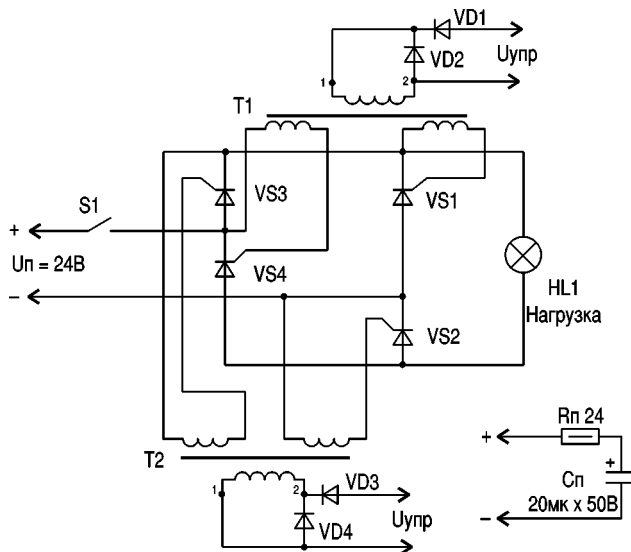 VD1
VD2
Uупр
1
2
T1
VS3
VS1
S1
+
Uп = 24В
VS4
−
HL1
Нагрузка
VS2
Rп 24
+
+
Сп
20мк х 50В
−
T2
1
2
VD3
VD4
Uупр